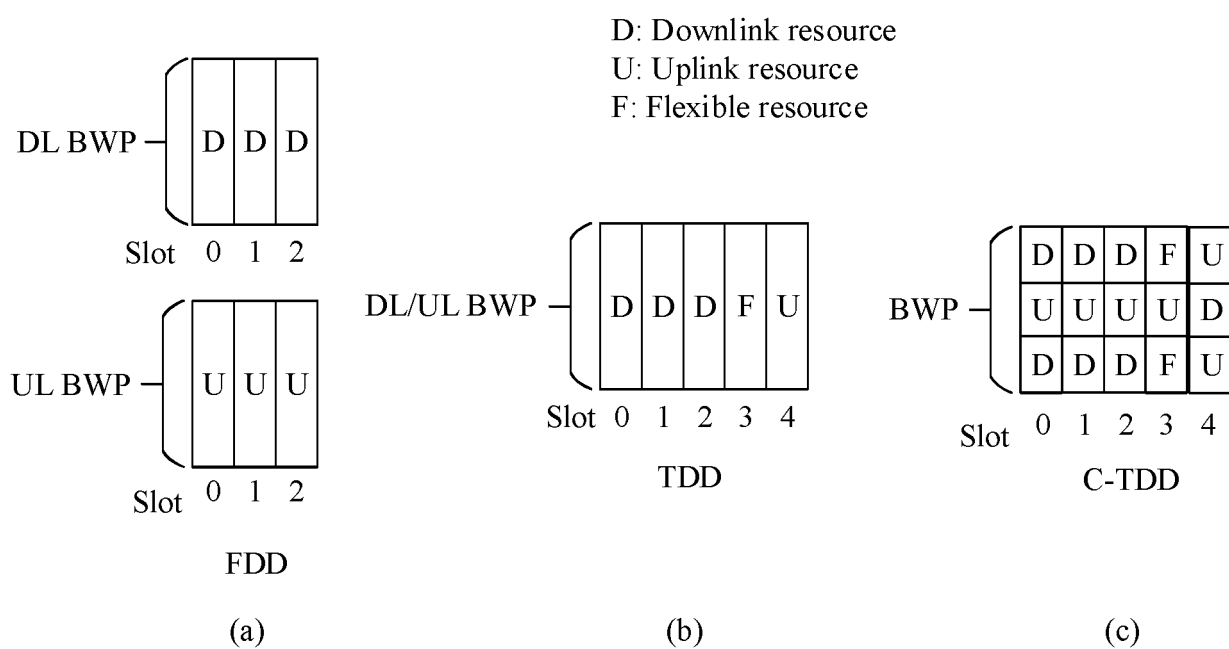 D: Downlink resource
U: Uplink resource
F: Flexible resource
DL BWP
D D D
Slot 0 1 2
UL BWP
U U U
Slot 0 1 2
FDD
(a)
DL/UL BWP
D D D F U
Slot 0 1 2 3 4
TDD
(b)
BWP
D D D F U
U U U U D
D D D F U
Slot 0 1 2 3 4
C-TDD
(c)